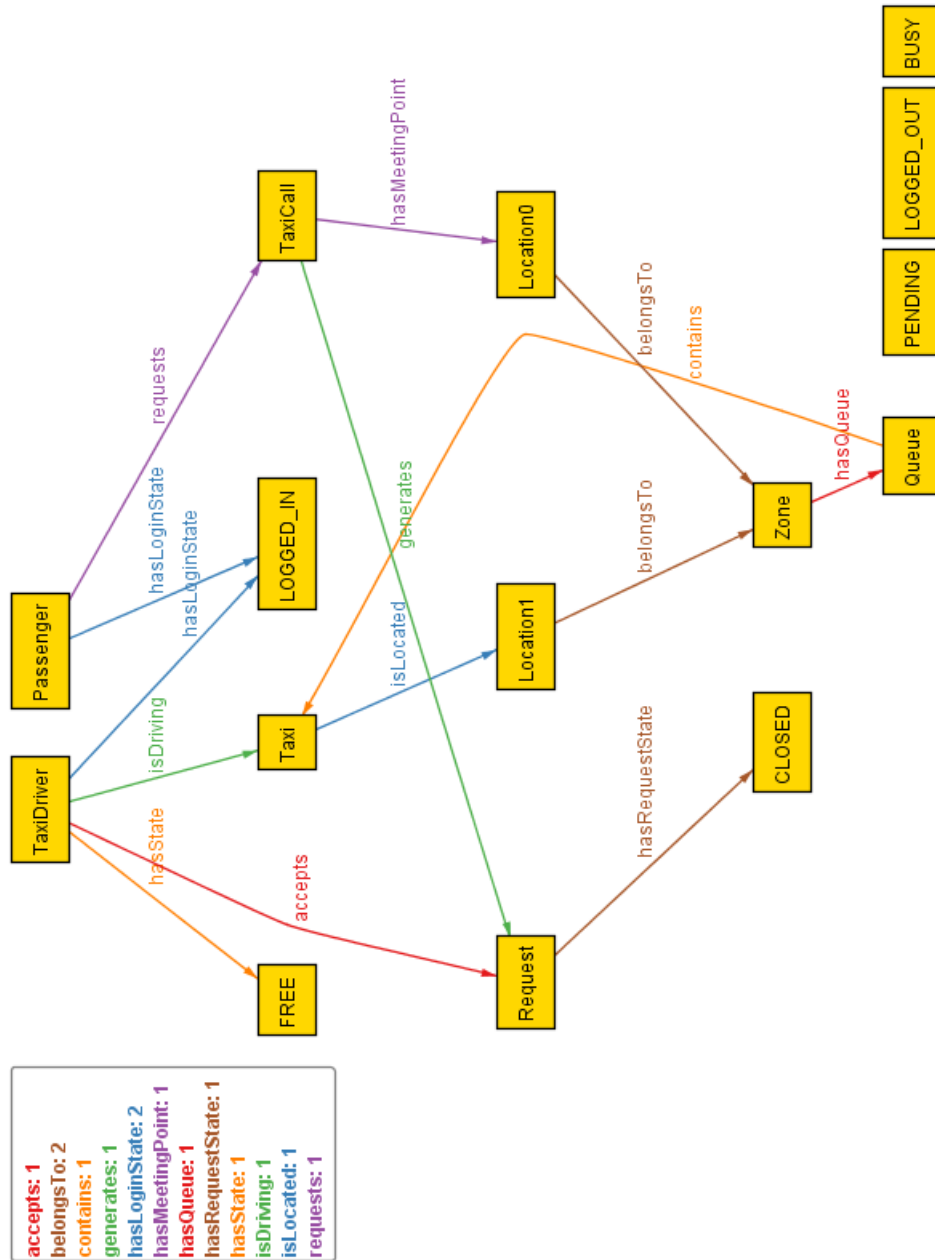 accepts: 1
belongsTo: 2
contains: 1
generates: 1
hasLoginState: 2
hasMeetingPoint: 1
hasQueue: 1
hasRequestState: 1
hasState: 1
isDriving: 1
isLocated: 1
requests: 1
TaxiDriver
Passenger
hasState
isDriving
hasLoginState
hasLoginState
requests
FREE
Taxi
LOGGED_IN
TaxiCall
accepts
isLocated
generates
hasMeetingPoint
Request
Location1
Location0
hasRequestState
belongsTo
belongsTo
contains
CLOSED
Zone
hasQueue
Queue
PENDING
LOGGED_OUT
BUSY